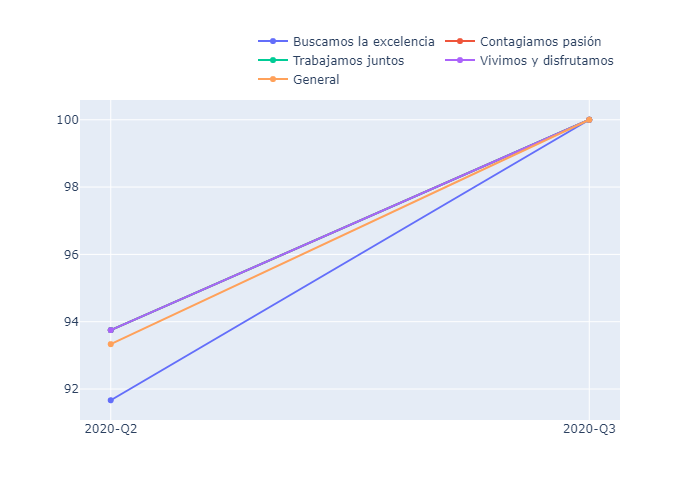 Buscamos la excelencia Contagiamos pasión
Trabajamos juntos Vivimos y disfrutamos
General
100
98
96
94
92
2020-Q2 2020-Q3